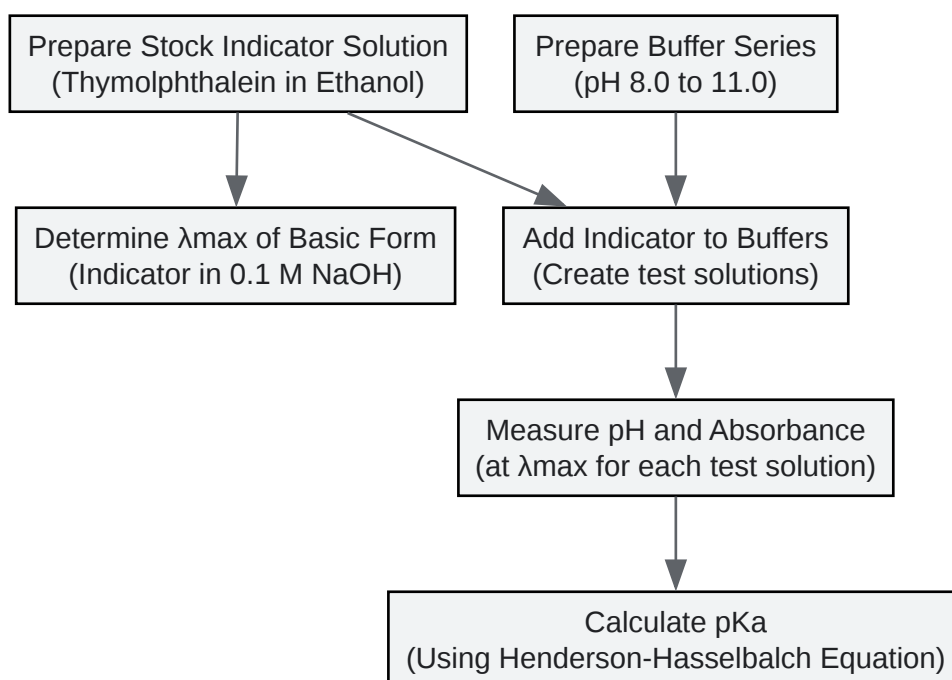 Prepare Stock Indicator Solution
(Thymolphthalein in Ethanol)
Prepare Buffer Series
(pH 8.0 to 11.0)
Determine λmax of Basic Form
(Indicator in 0.1 M NaOH)
Add Indicator to Buffers
(Create test solutions)
Measure pH and Absorbance
(at λmax for each test solution)
Calculate pKa
(Using Henderson-Hasselbalch Equation)